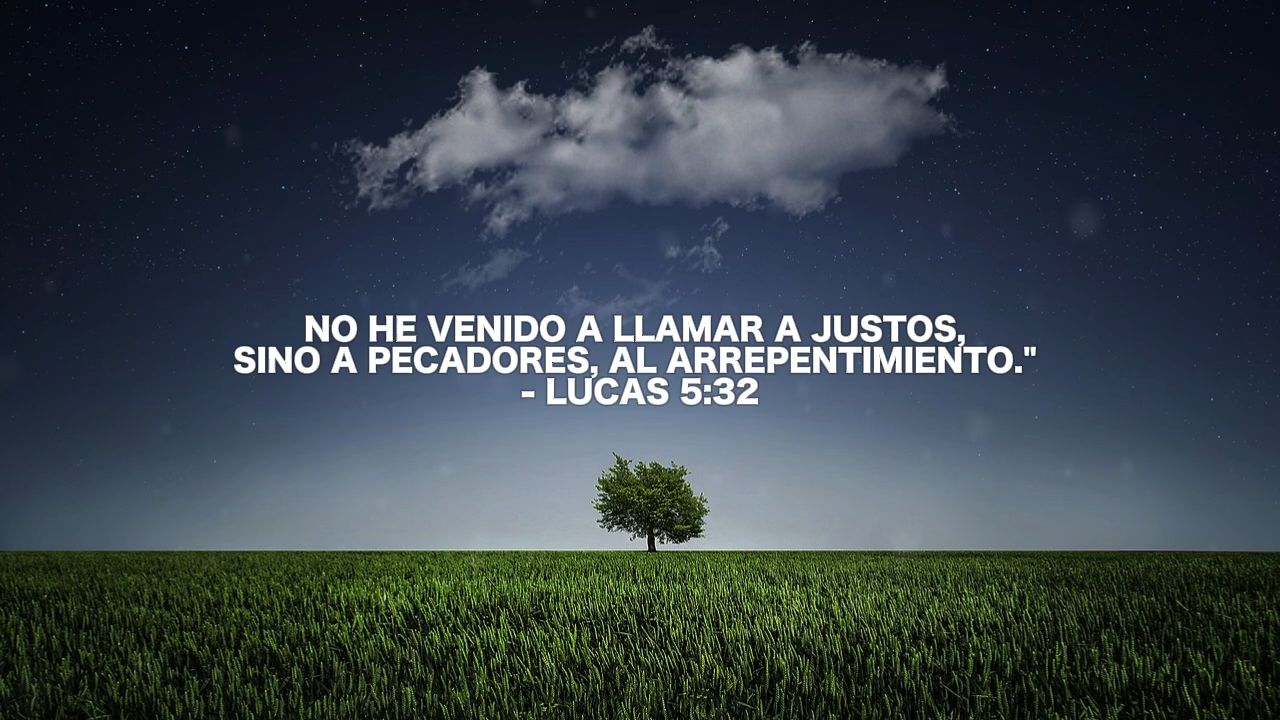 NO HE VENIDO A LLAMAR A JUSTOS,
SINO A PECADORES, AL ARREPENTIMIENTO."
- LUCAS 5:32